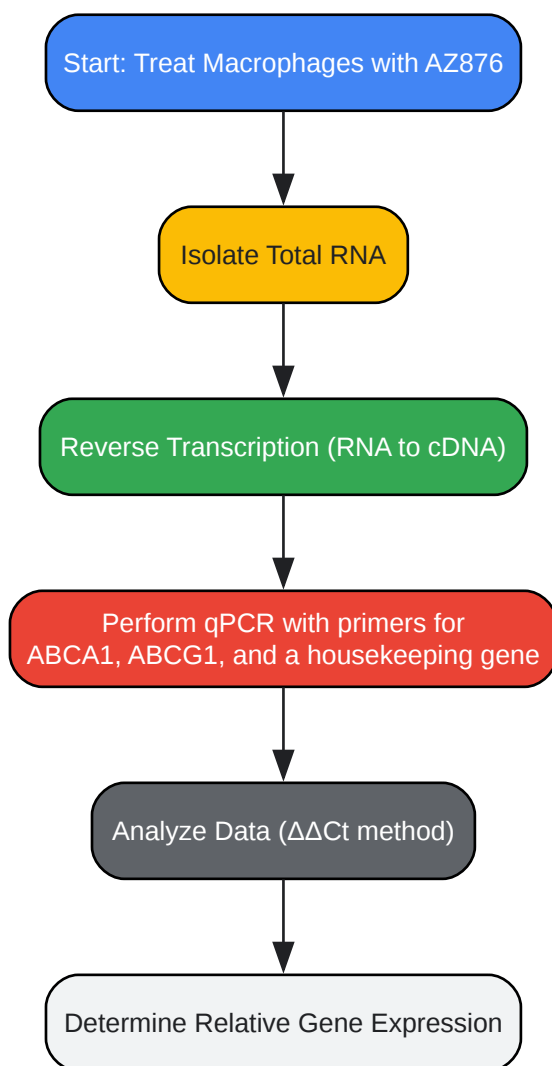 Start: Treat Macrophages with AZ876
Isolate Total RNA
Reverse Transcription (RNA to cDNA)
Perform qPCR with primers for
ABCA1, ABCG1, and a housekeeping gene
Analyze Data (ΔΔCt method)
Determine Relative Gene Expression